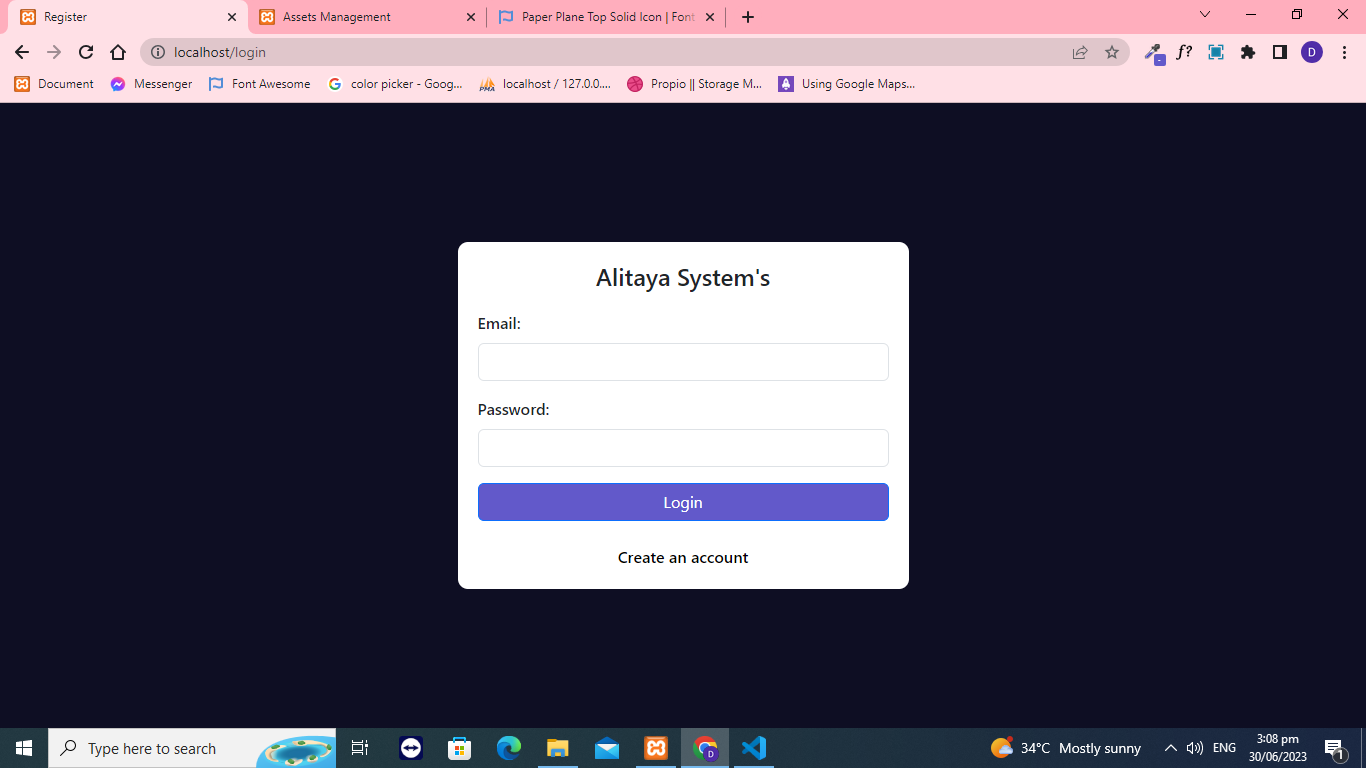 Register
Assets Management
Paper Plane Top Solid Icon | Font
localhost/login
f?
D
Document
Messenger
Font Awesome
color picker - Goog...
localhost / 127.0.0....
Propio || Storage M...
Using Google Maps...
Alitaya System's
Email:
Password:
Login
Create an account
Type here to search
34°C Mostly sunny
ENG
3:08 pm
30/06/2023
1